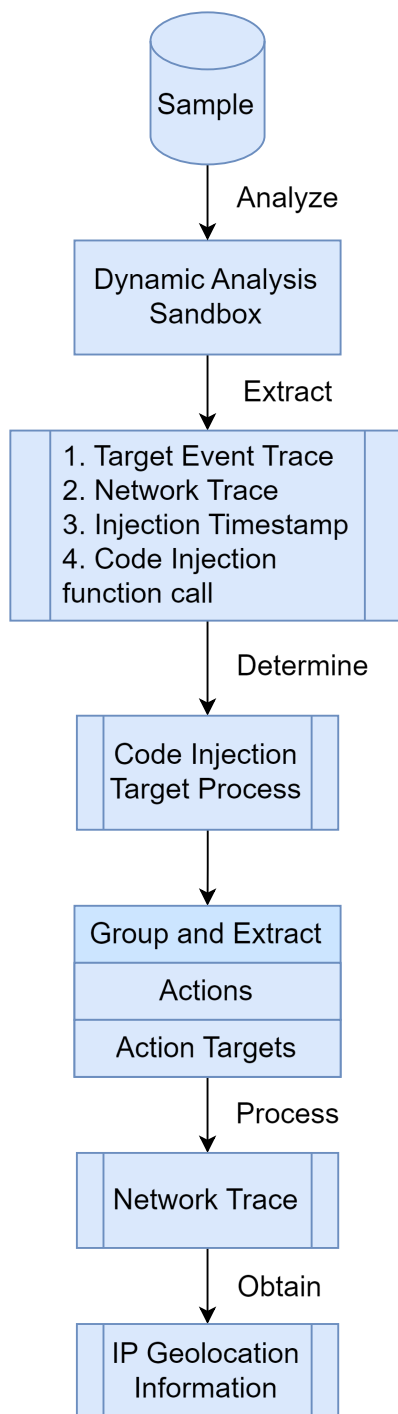 Sample
Analyze
Dynamic Analysis
Sandbox
Extract
1. Target Event Trace
2. Network Trace
3. Injection Timestamp
4. Code Injection
function call
Determine
Code Injection
Target Process
Group and Extract
Actions
Action Targets
Process
Network Trace
Obtain
IP Geolocation
Information